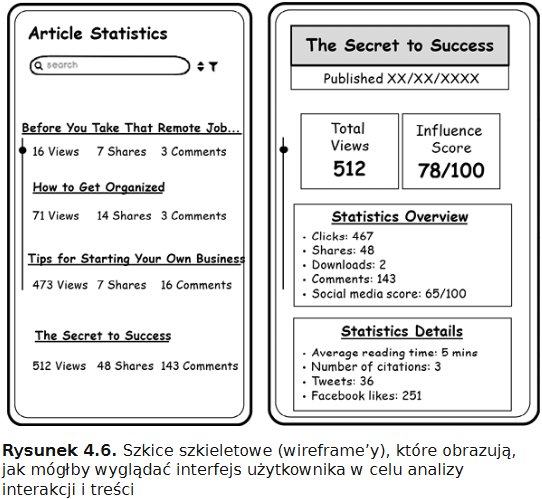 Article Statistics
search
Before You Take That Remote Job...
16 Views 7 Shares 3 Comments
How to Get Organized
71 Views 14 Shares 3 Comments
Tips for Starting Your Own Business
473 Views 7 Shares 16 Comments
The Secret to Success
512 Views 48 Shares 143 Comments
The Secret to Success
Published XX/XX/XXXX
Total
Views
512
Influence
Score
78/100
Statistics Overview
• Clicks: 467
• Shares: 48
• Downloads: 2
• Comments: 143
• Social media score: 65/100
Statistics Details
• Average reading time: 5 mins
• Number of citations: 3
• Tweets: 36
• Facebook likes: 251
Rysunek 4.6. Szkice szkieletowe (wireframe’y), które obrazują,
jak mógłby wyglądać interfejs użytkownika w celu analizy
interakcji i treści